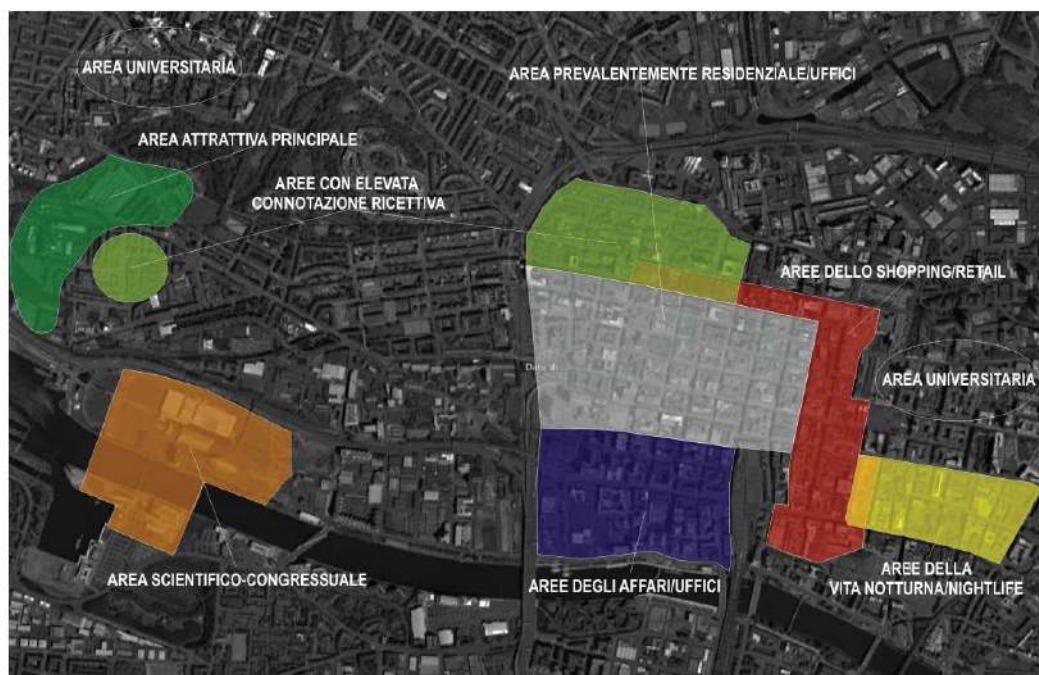 AREA UNIVERSITARIA
AREA PREVALENTEMENTE RESIDENZIALE/UFFICI
AREA ATTRATTIVA PRINCIPALE
AREE CON ELEVATA
CONNOTAZIONE RICETTIVA
AREE DELLO SHOPPING/RETAIL
AREA UNIVERSITARIA
AREA SCIENTIFICO-CONGRESSUALE
AREE DEGLI AFFARI/UFFICI
AREE DELLA
VITA NOTTURNA/NIGHTLIFE